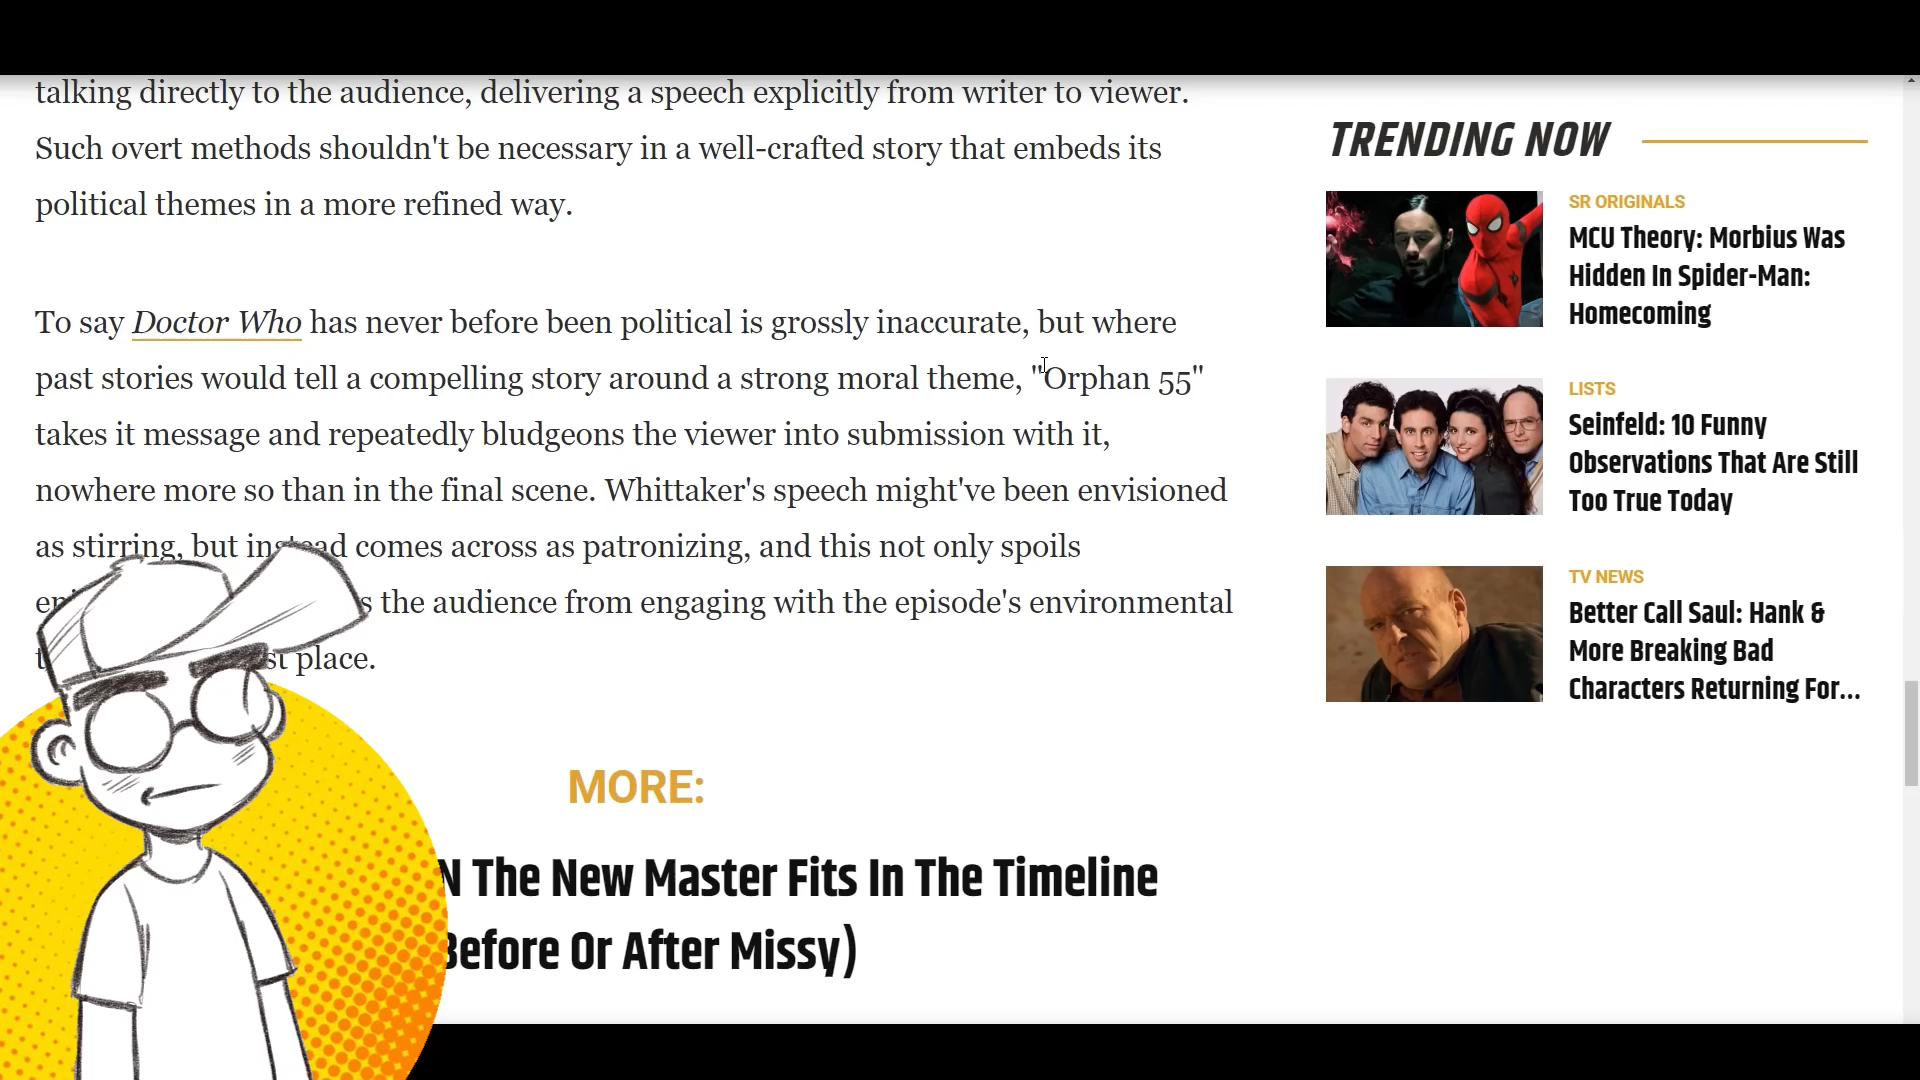 talking directly to the audience, delivering a speech explicitly from writer to viewer.
Such overt methods shouldn't be necessary in a well-crafted story that embeds its
political themes in a more refined way.
To say Doctor Who has never before been political is grossly inaccurate, but where
past stories would tell a compelling story around a strong moral theme, "Orphan 55"
takes it message and repeatedly bludgeons the viewer into submission with it,
nowhere more so than in the final scene. Whittaker's speech might've been envisioned
as stirring, but instead comes across as patronizing, and this not only spoils
the audience from engaging with the episode's environmental
place.
MORE:
The New Master Fits In The Timeline
Before Or After Missy)
TRENDING NOW
SR ORIGINALS
MCU Theory: Morbius Was
Hidden In Spider-Man:
Homecoming
LISTS
Seinfeld: 10 Funny
Observations That Are Still
Too True Today
TV NEWS
Better Call Saul: Hank &
More Breaking Bad
Characters Returning For...